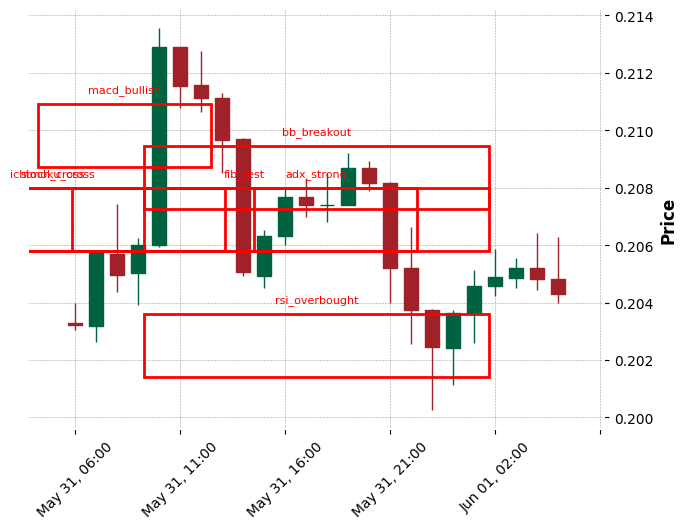 0.214
0.212
macd_bullish
0.210
bb_breakout
stoch_cross
fib_test
adx_strong
0.208
Price
0.206
0.204
rsi_overbought
0.202
0.200
May 31, 06:00
May 31, 11:00
May 31, 16:00
May 31, 21:00
Jun 01, 02:00